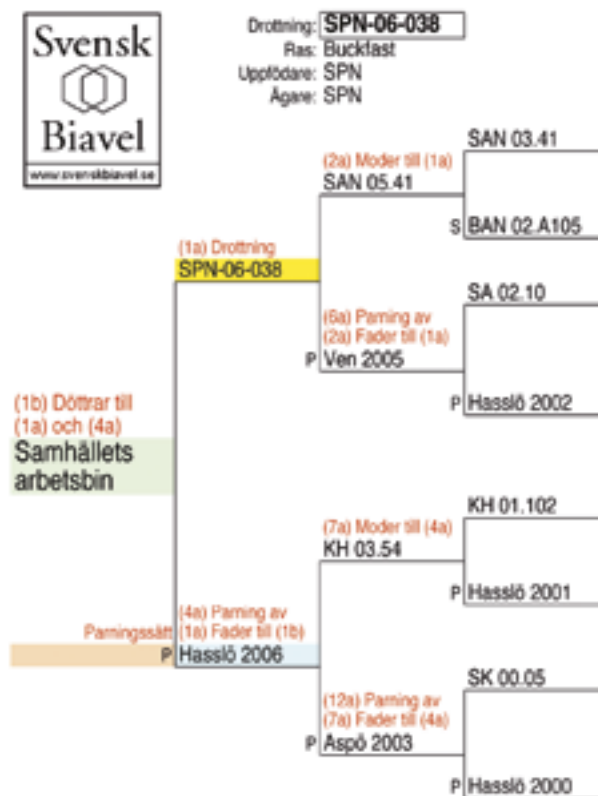 Svensk
Biavel
www.svenskbiavel.se
Drottning: SPN-06-038
Ras: Buckfast
Uppfödare: SPN
Ägare: SPN
SAN 03.41
(2a) Moder till (1a)
SAN 05.41
S BAN 02.A105
(1a) Drottning
SPN-06-038
SA 02.10
(6a) Parning av
(2a) Fader till (1a)
P Ven 2005
P Hasslö 2002
(1b) Döttrar till
(1a) och (4a)
Samhällets
arbetsbin
KH 01.102
(7a) Moder till (4a)
KH 03.54
P Hasslö 2001
(4a) Parning av
Parningssätt (1a) Fader till (1b)
P Hasslö 2006
SK 00.05
(12a) Parning av
(7a) Fader till (4a)
P Aspö 2003
P Hasslö 2000